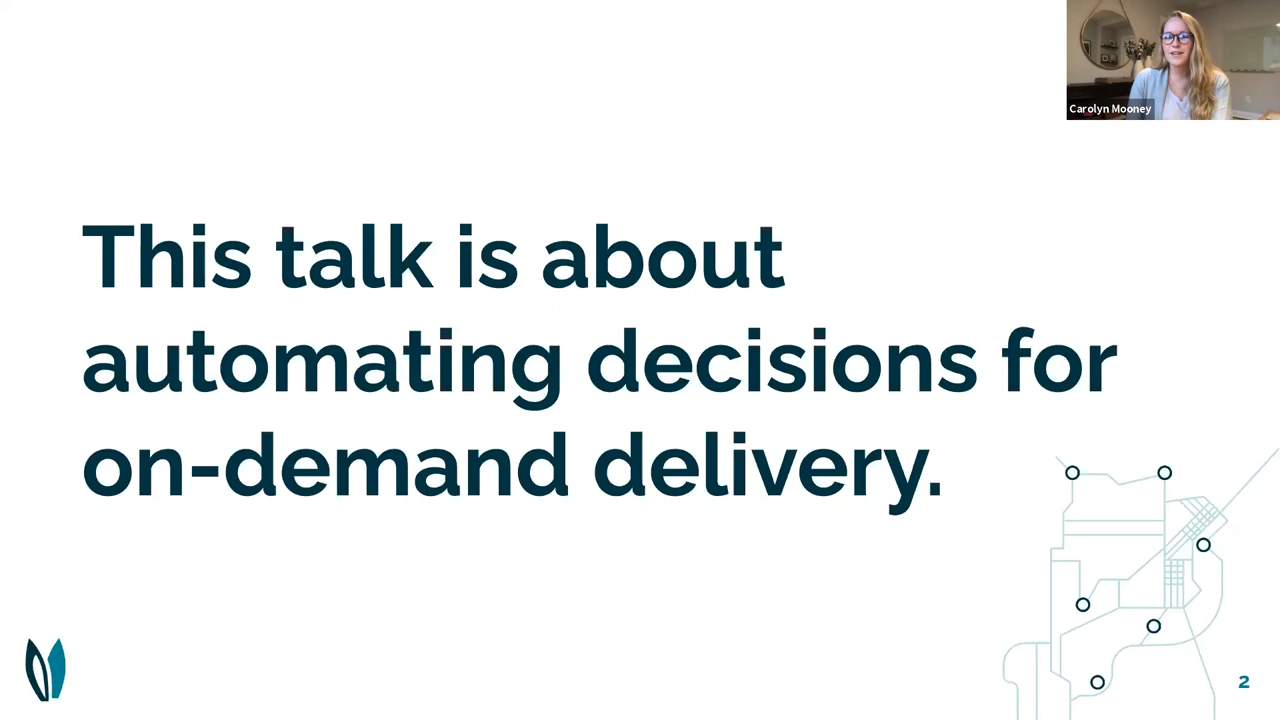 Carolyn Mooney
This talk is about
automating decisions for
on-demand delivery.
2